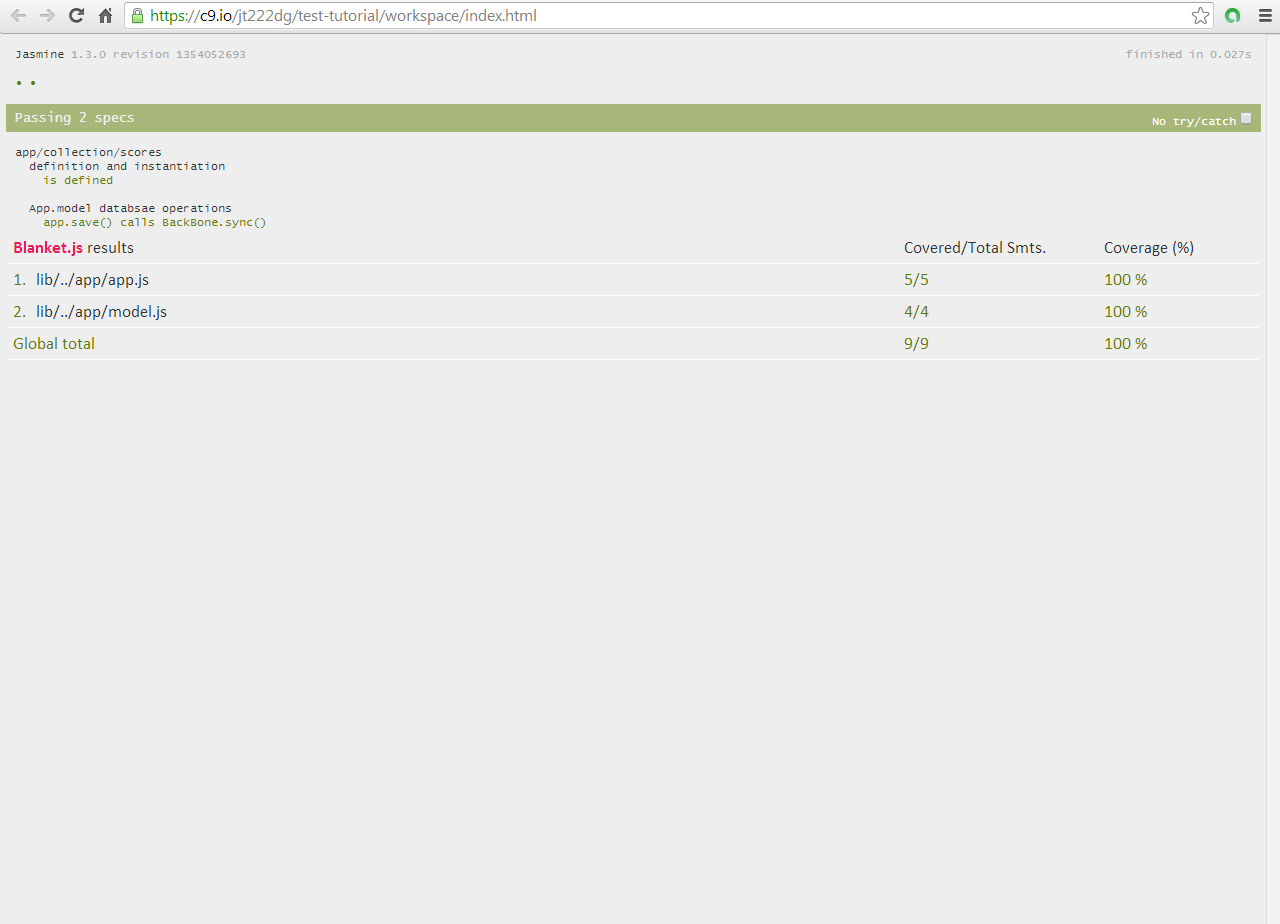 https://c9.io/jt222dg/test-tutorial/workspace/index.html
Jasmine 1.3.0 revision 1354052693 finished in 0.027s
• •
Passing 2 specs No try/catch
app/collection/scores
definition and instantiation
is defined
App.model databsae operations
app.save() calls BackBone.sync()
Blanket.js results Covered/Total Smts. Coverage (%)
1. lib/../app/app.js 5/5 100 %
2. lib/../app/model.js 4/4 100 %
Global total 9/9 100 %